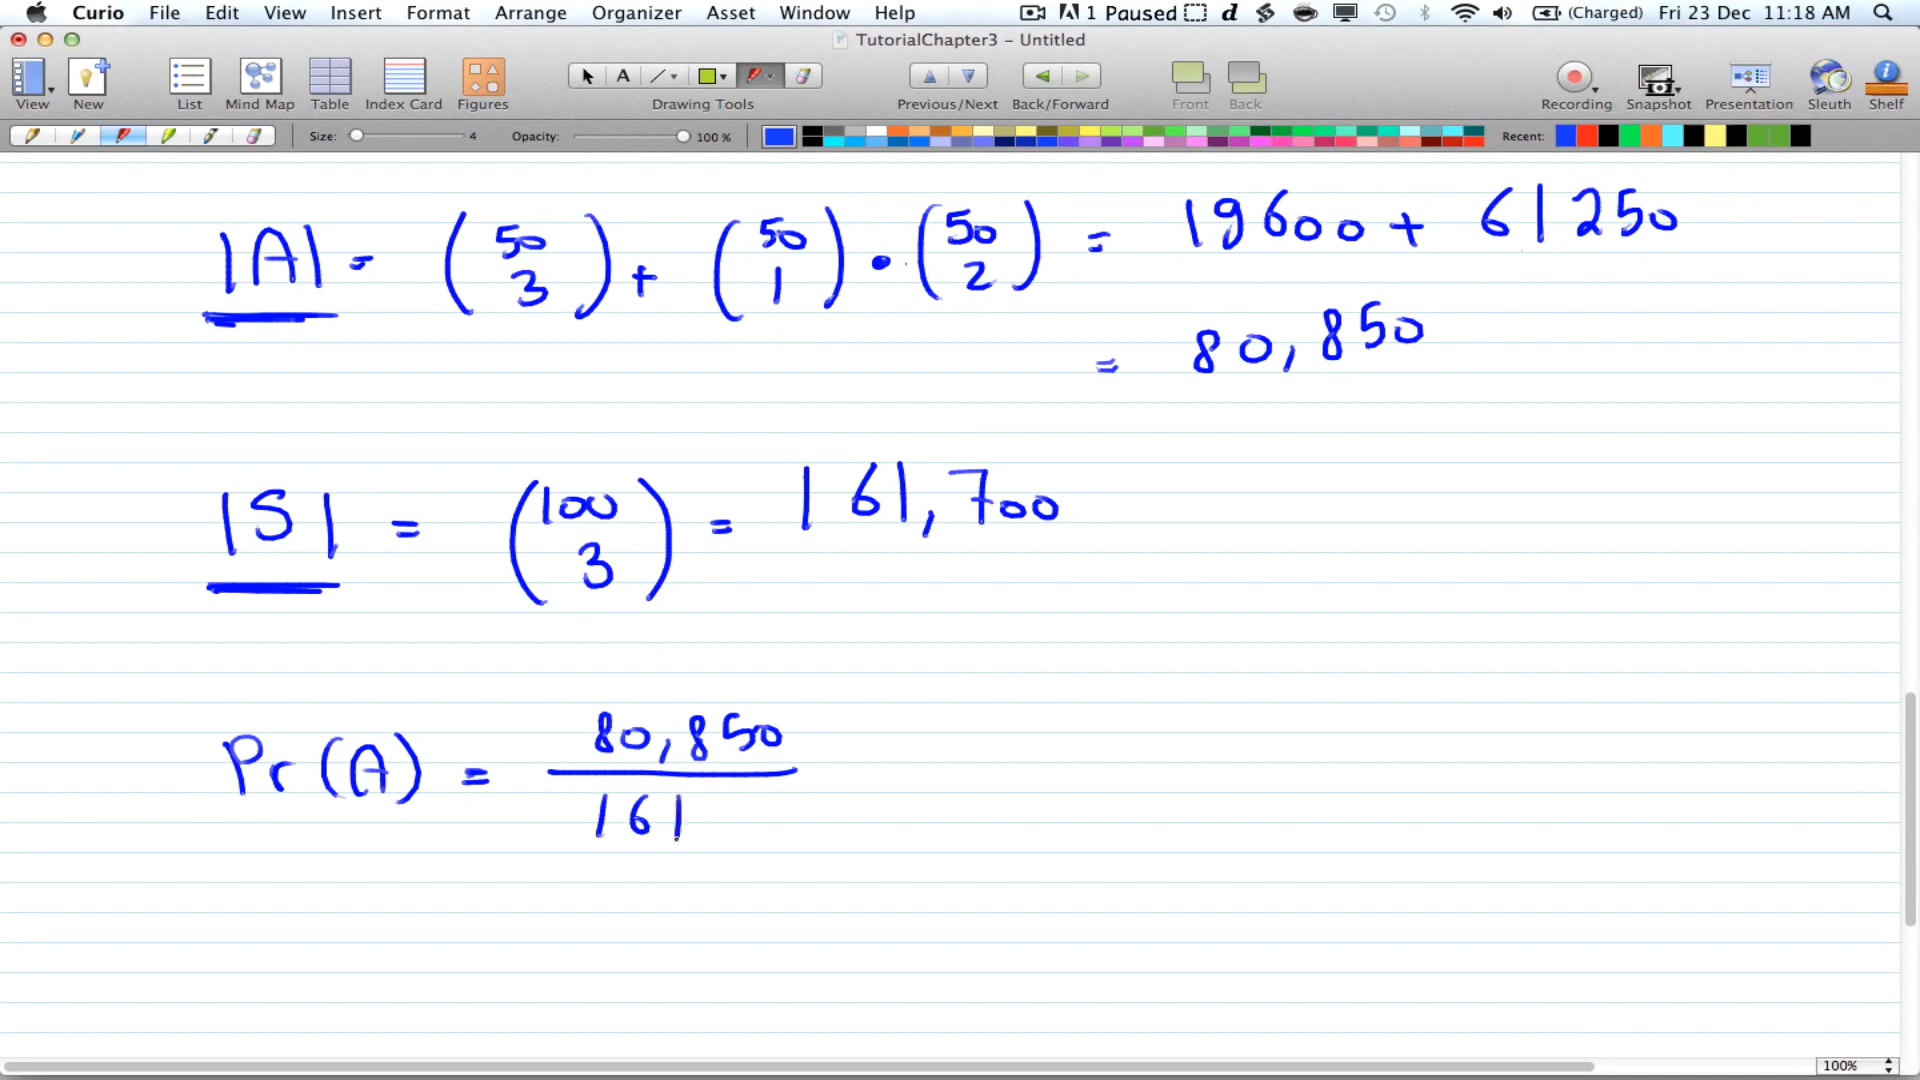 Curio File Edit View Insert Format Arrange Organizer Asset Window Help 1 Paused (Charged) Fri 23 Dec 11:18 AM
TutorialChapter3 – Untitled
View New List Mind Map Table Index Card Figures Drawing Tools Previous/Next Back/Forward Front Back Recording Snapshot Presentation Sleuth Shelf
Size: 4 Opacity: 100 % Recent:
|A| = (50 3) + (50 1) • (50 2) = 19600 + 61250
= 80,850
|S| = (100 3) = 161,700
Pr(A) = 80,850
161
100%